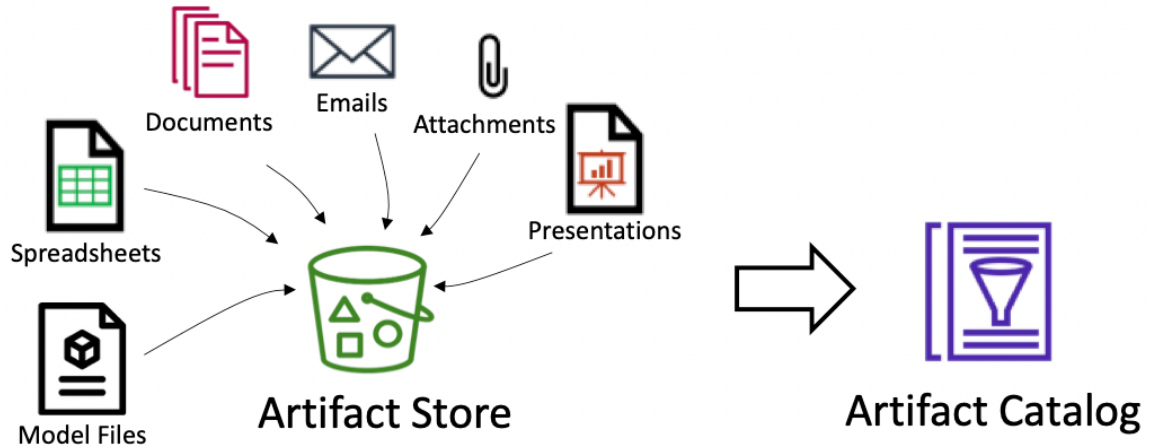 Documents
Emails
Attachments
Spreadsheets
Presentations
Model Files
Artifact Store
Artifact Catalog